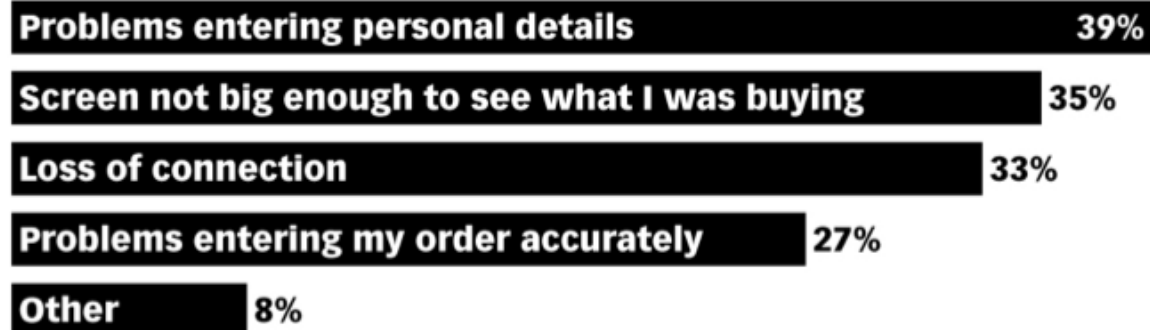 Problems entering personal details 39%
Screen not big enough to see what I was buying 35%
Loss of connection 33%
Problems entering my order accurately 27%
Other 8%